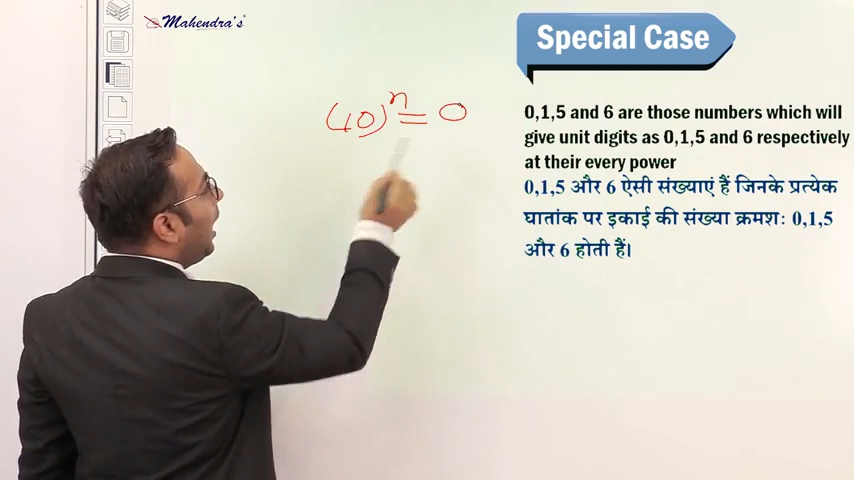 Mahendra's
Special Case
(10)ⁿ = 0
0,1,5 and 6 are those numbers which will
give unit digits as 0,1,5 and 6 respectively
at their every power
0,1,5 और 6 ऐसी संख्याएं हैं जिनके प्रत्येक
घातांक पर इकाई की संख्या क्रमशः 0,1,5
और 6 होती हैं।